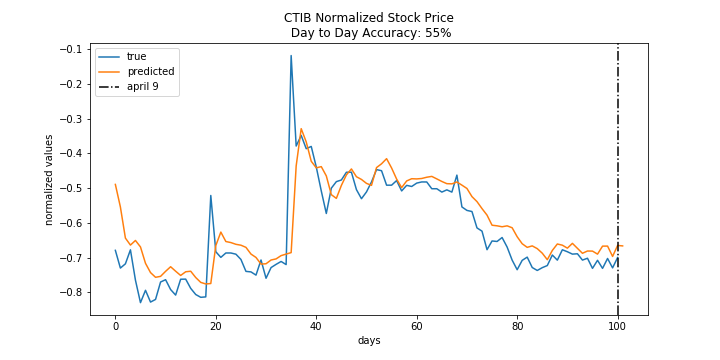 CTIB Normalized Stock Price
Day to Day Accuracy: 55%
true
predicted
april 9
normalized values
−0.1
−0.2
−0.3
−0.4
−0.5
−0.6
−0.7
−0.8
0
20
40
60
80
100
days